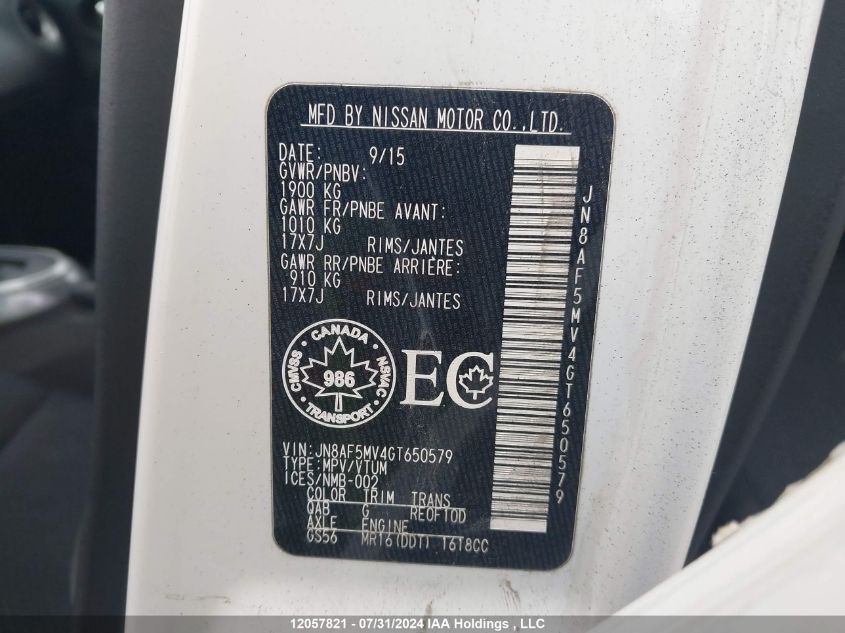 MFD BY NISSAN MOTOR CO.,LTD.
DATE: 9/15
GVWR/PNBV:
1900 KG
GAWR FR/PNBE AVANT:
1010 KG
17X7J RIMS/JANTES
GAWR RR/PNBE ARRIÈRE:
910 KG
17X7J RIMS/JANTES
CANADA
CMVSS 986 NSVAC
TRANSPORT
EC
VIN:JN8AF5MV4GT650579
TYPE:MPV/VTUM
ICES/NMB-002
COLOR TRIM TRANS
QAB G RE0F10D
AXLE ENGINE
GS56 MR16(DDT) 1618CC
JN8AF5MV4GT650579
12057821 - 07/31/2024 IAA Holdings , LLC